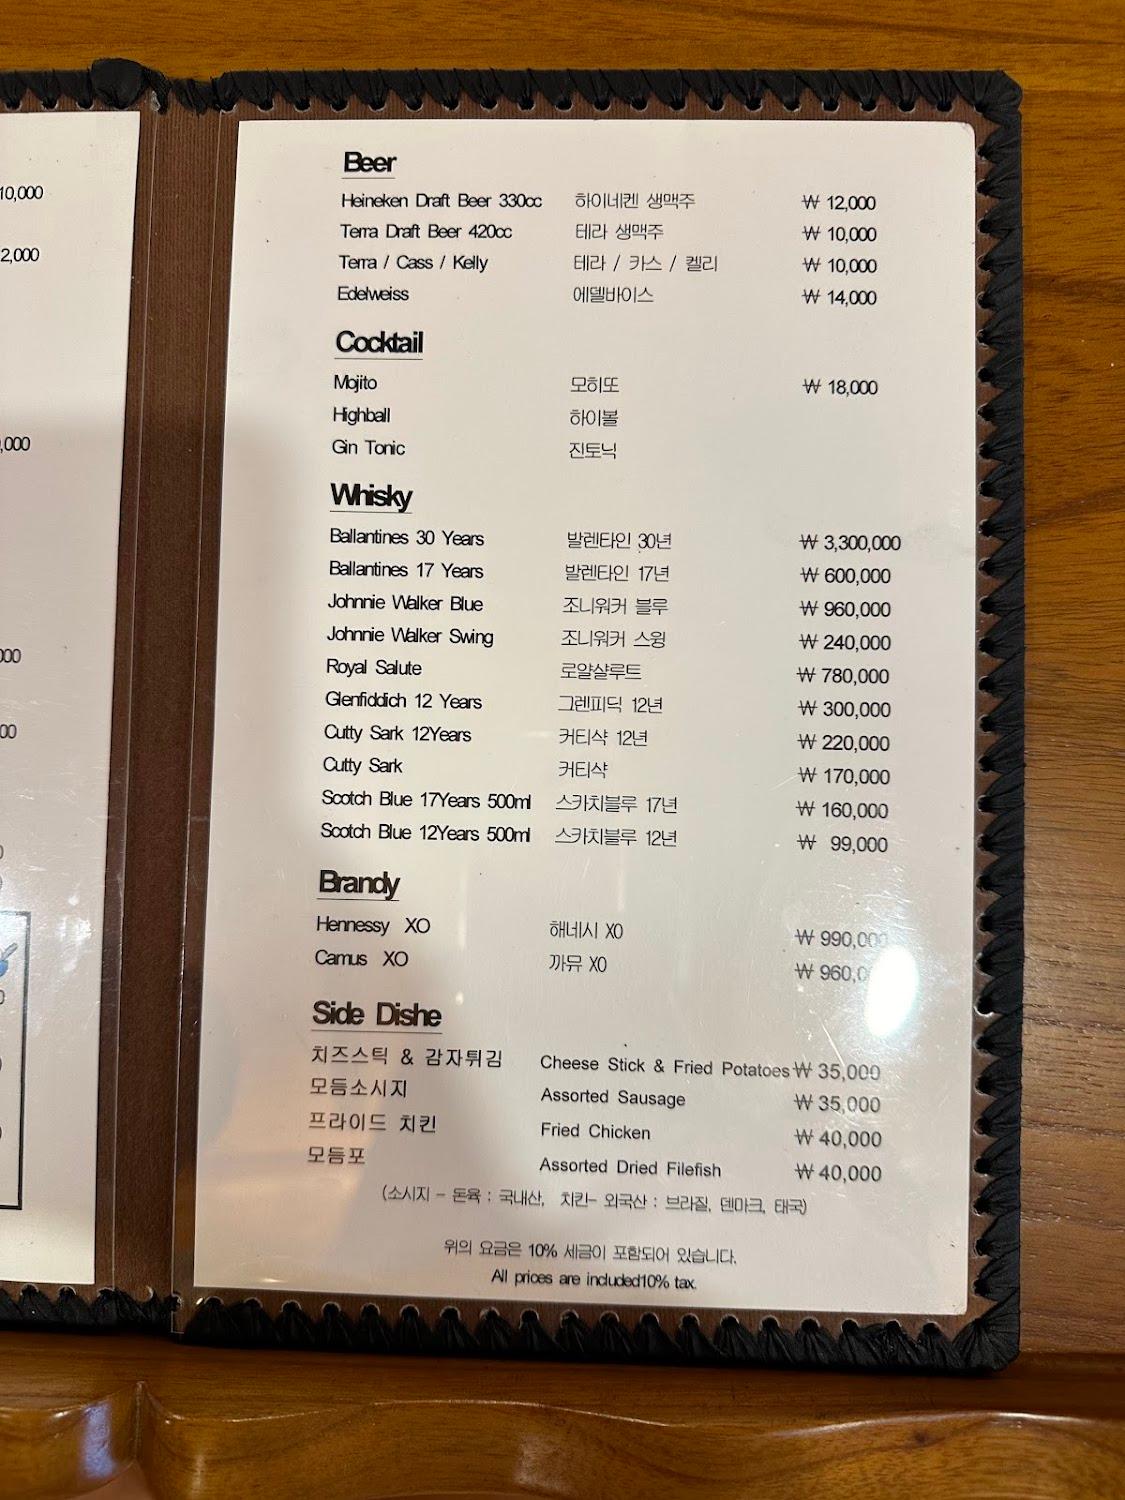 10,000
2,000
,000
000
00
0
Beer
Heineken Draft Beer 330cc 하이네켄 생맥주 ₩ 12,000
Terra Draft Beer 420cc 테라 생맥주 ₩ 10,000
Terra / Cass / Kelly 테라 / 카스 / 켈리 ₩ 10,000
Edelweiss 에델바이스 ₩ 14,000
Cocktail
Mojito 모히또 ₩ 18,000
Highball 하이볼
Gin Tonic 진토닉
Whisky
Ballantines 30 Years 발렌타인 30년 ₩ 3,300,000
Ballantines 17 Years 발렌타인 17년 ₩ 600,000
Johnnie Walker Blue 조니워커 블루 ₩ 960,000
Johnnie Walker Swing 조니워커 스윙 ₩ 240,000
Royal Salute 로얄샬루트 ₩ 780,000
Glenfiddich 12 Years 그렌피딕 12년 ₩ 300,000
Cutty Sark 12Years 커티샥 12년 ₩ 220,000
Cutty Sark 커티샥 ₩ 170,000
Scotch Blue 17Years 500ml 스카치블루 17년 ₩ 160,000
Scotch Blue 12Years 500ml 스카치블루 12년 ₩ 99,000
Brandy
Hennessy XO 해네시 XO ₩ 990,000
Camus XO 까뮤 XO ₩ 960,0
Side Dishe
치즈스틱 & 감자튀김 Cheese Stick & Fried Potatoes ₩ 35,000
모듬소시지 Assorted Sausage ₩ 35,000
프라이드 치킨 Fried Chicken ₩ 40,000
모듬포 Assorted Dried Filefish ₩ 40,000
(소시지 - 돈육 : 국내산, 치킨- 외국산 : 브라질, 덴마크, 태국)
위의 요금은 10% 세금이 포함되어 있습니다.
All prices are included10% tax.